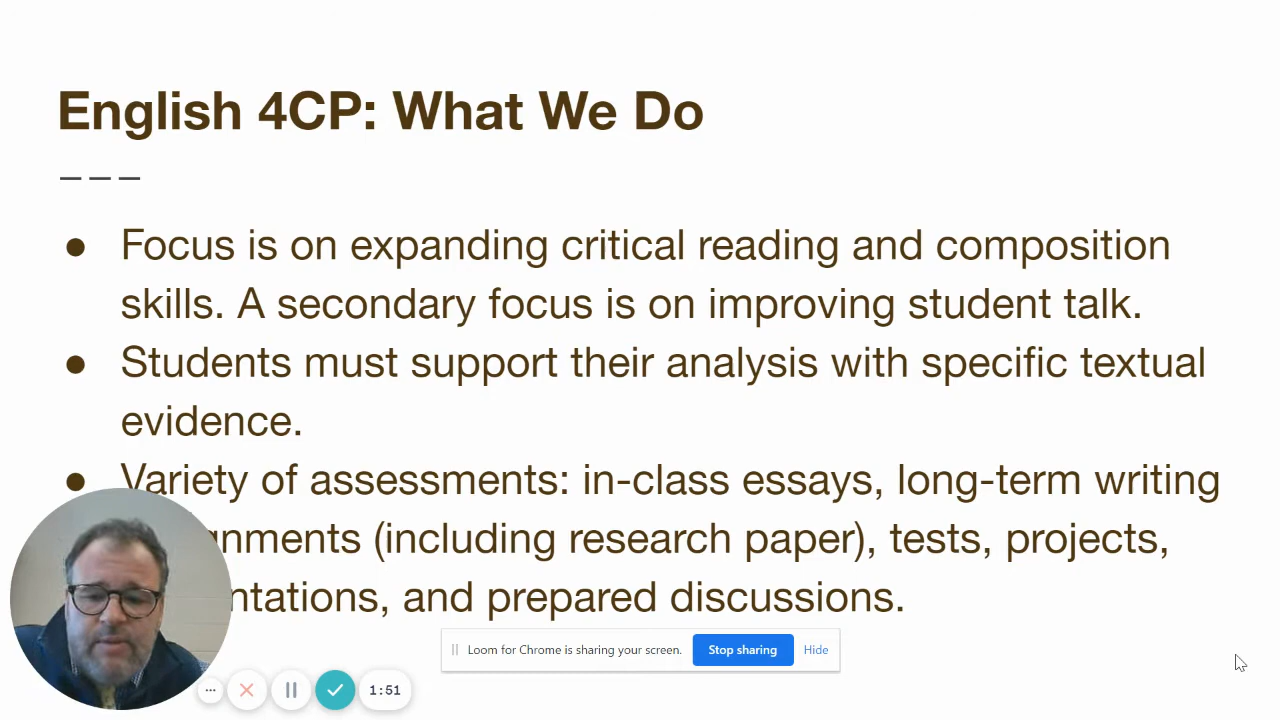 English 4CP: What We Do
● Focus is on expanding critical reading and composition
skills. A secondary focus is on improving student talk.
● Students must support their analysis with specific textual
evidence.
● Variety of assessments: in-class essays, long-term writing
(including research paper), tests, projects,
and prepared discussions.
Loom for Chrome is sharing your screen. Stop sharing Hide
1:51